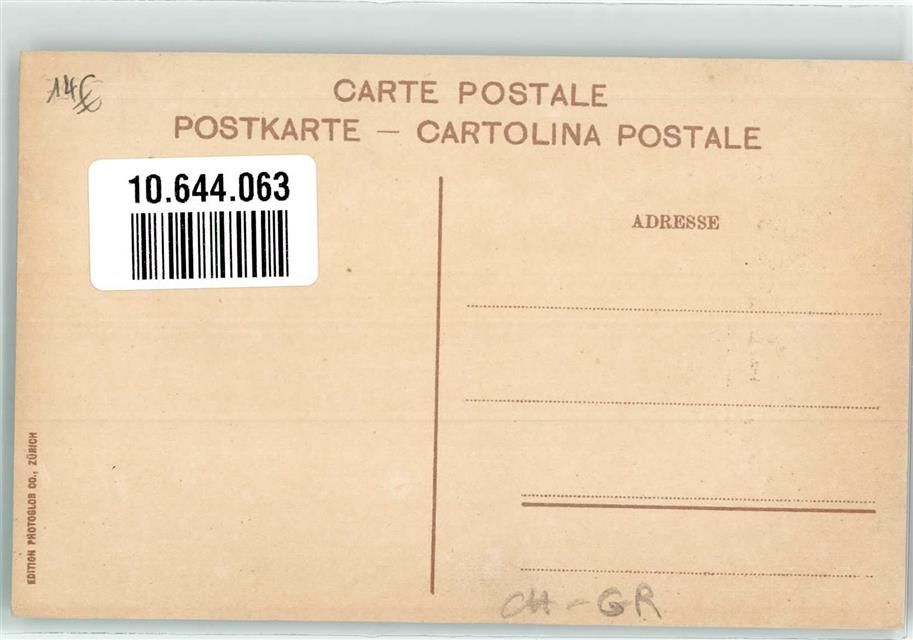 14€
CARTE POSTALE
POSTKARTE — CARTOLINA POSTALE
10.644.063
ADRESSE
EDITION PHOTOGLOB CO., ZÜRICH
CH - GR